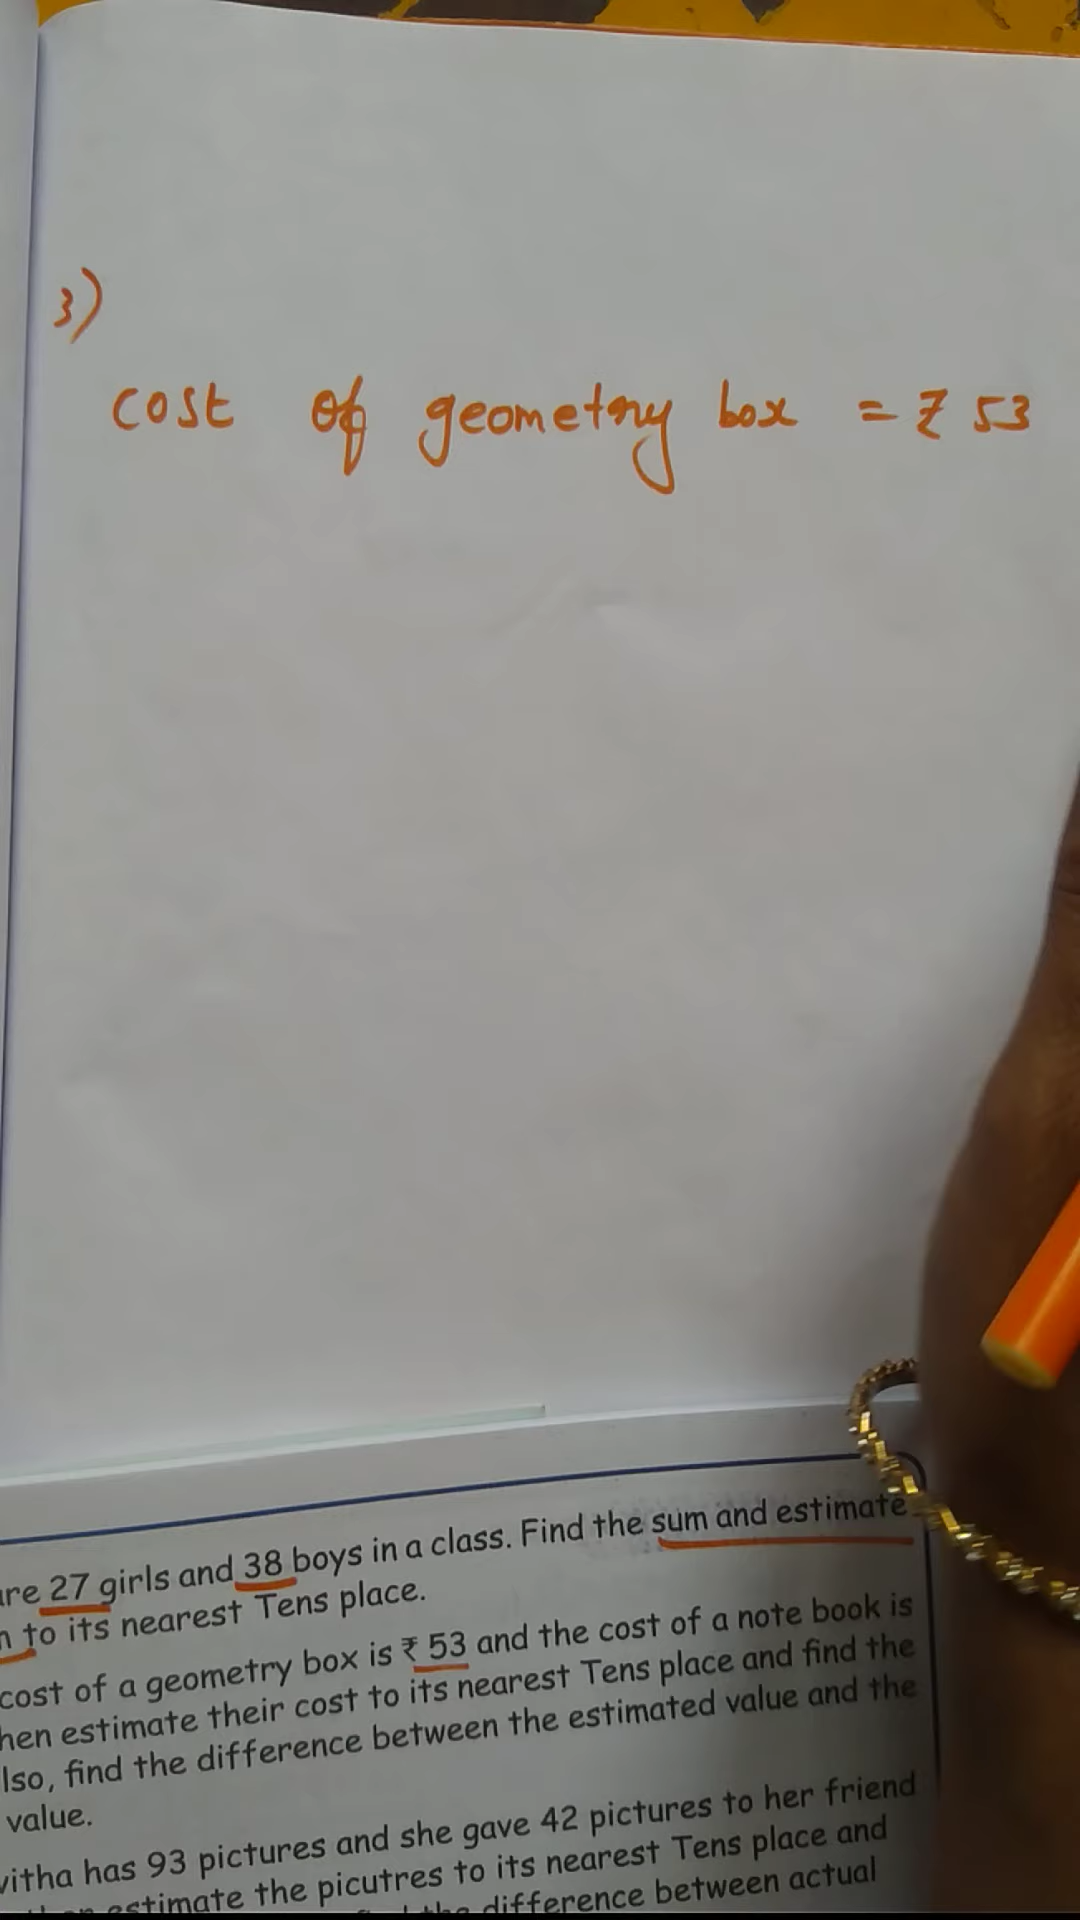 3)
cost of geometry box = ₹ 53
27 girls and 38 boys in a class. Find the sum and estimate
to its nearest Tens place.
cost of a geometry box is ₹ 53 and the cost of a note book is
estimate their cost to its nearest Tens place and find the
find the difference between the estimated value and the
value.
has 93 pictures and she gave 42 pictures to her friend
estimate the picutres to its nearest Tens place and
difference between actual